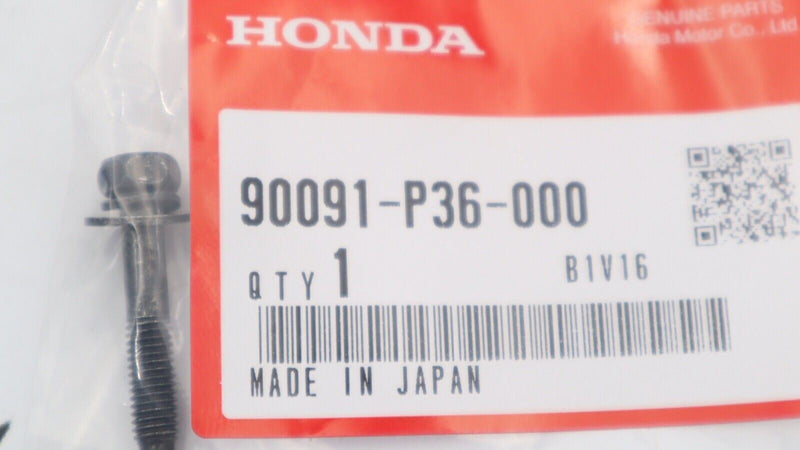 HONDA
GENUINE PARTS
Honda Motor Co., Ltd
90091-P36-000
QTY 1
B1V16
MADE IN JAPAN